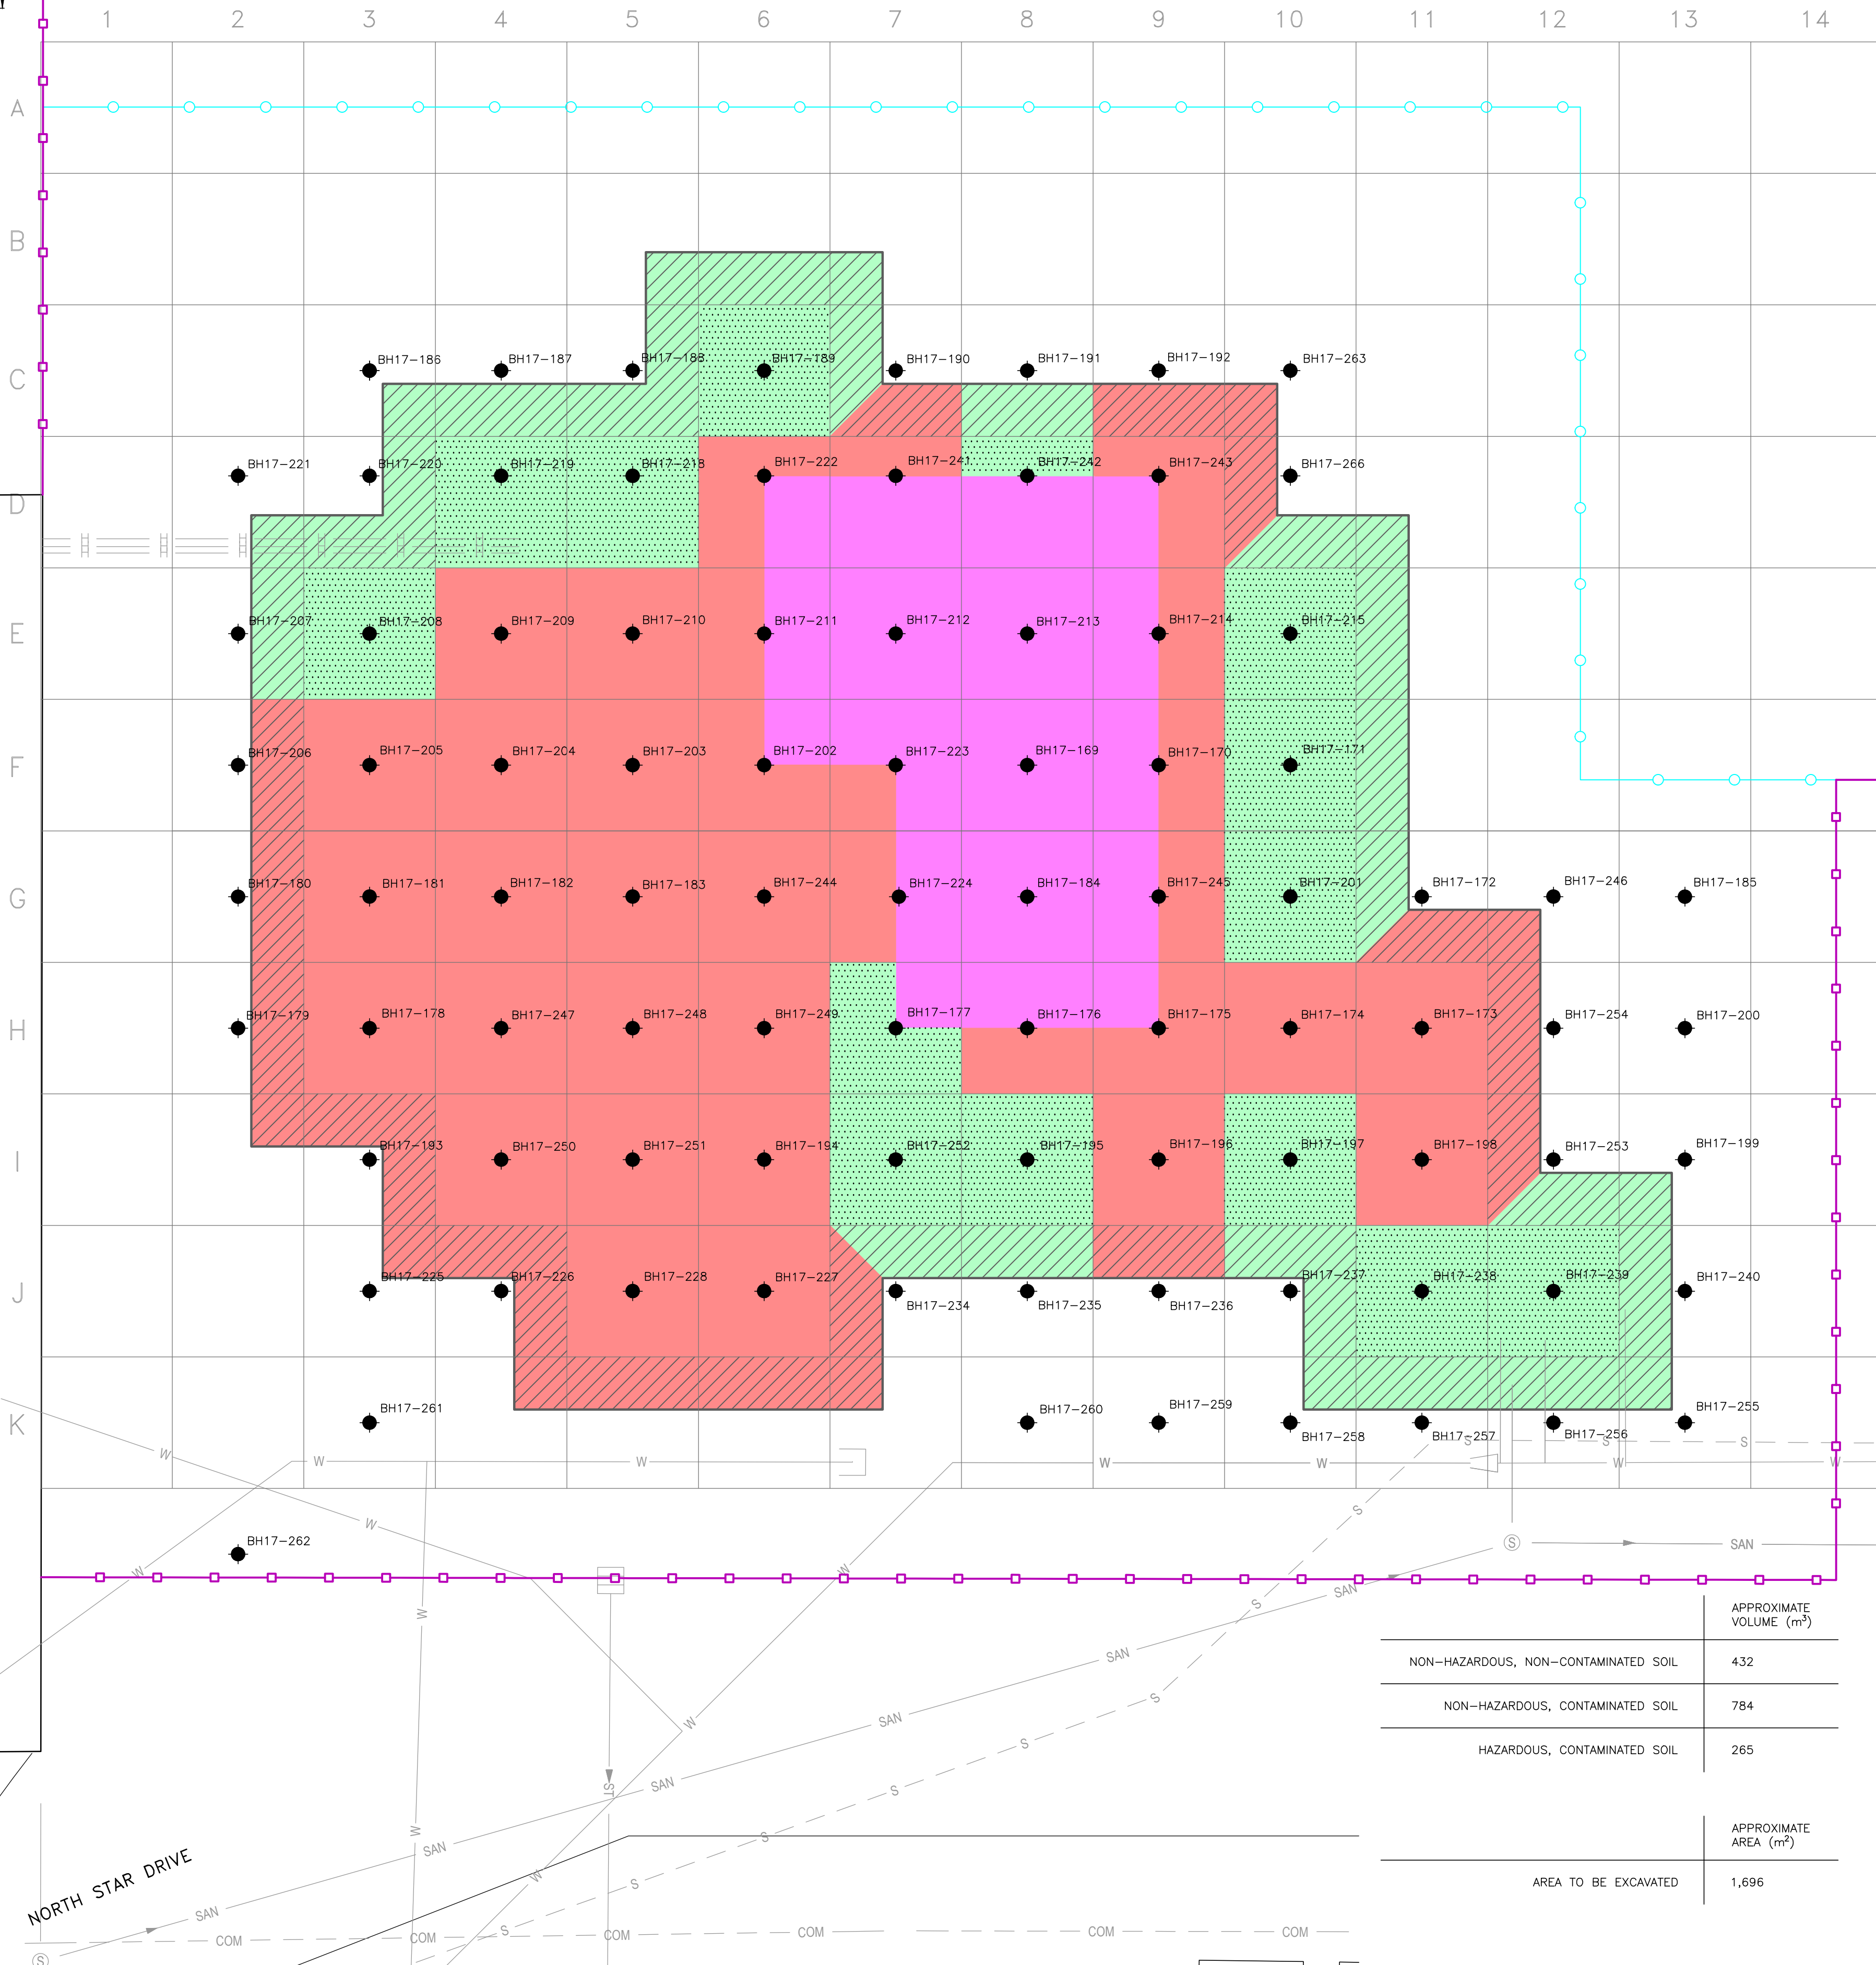 1 2 3 4 5 6 7 8 9 10 11 12 13 14
A
B
C
BH17-186 BH17-187 BH17-188 BH17-189 BH17-190 BH17-191 BH17-192 BH17-263
D
BH17-221 BH17-220 BH17-219 BH17-218 BH17-222 BH17-241 BH17-242 BH17-243 BH17-266
E
BH17-207 BH17-208 BH17-209 BH17-210 BH17-211 BH17-212 BH17-213 BH17-214 BH17-215
F
BH17-206 BH17-205 BH17-204 BH17-203 BH17-202 BH17-223 BH17-169 BH17-170 BH17-171
G
BH17-180 BH17-181 BH17-182 BH17-183 BH17-244 BH17-224 BH17-184 BH17-245 BH17-201 BH17-172 BH17-246 BH17-185
H
BH17-179 BH17-178 BH17-247 BH17-248 BH17-249 BH17-177 BH17-176 BH17-175 BH17-174 BH17-173 BH17-254 BH17-200
I
BH17-193 BH17-250 BH17-251 BH17-194 BH17-252 BH17-195 BH17-196 BH17-197 BH17-198 BH17-253 BH17-199
J
BH17-225 BH17-226 BH17-228 BH17-227 BH17-234 BH17-235 BH17-236 BH17-237 BH17-238 BH17-239 BH17-240
K
BH17-261 BH17-260 BH17-259 BH17-258 BH17-257 BH17-256 BH17-255
W W W W W W W
S S S
BH17-262
W W W S
S SAN
SAN
W S
SAN
S
SAN W S
S
SAN ST S
W SAN S
S
W
NORTH STAR DRIVE
SAN S
COM COM COM COM COM COM
S
APPROXIMATE
VOLUME (m³)
NON-HAZARDOUS, NON-CONTAMINATED SOIL 432
NON-HAZARDOUS, CONTAMINATED SOIL 784
HAZARDOUS, CONTAMINATED SOIL 265
APPROXIMATE
AREA (m²)
AREA TO BE EXCAVATED 1,696